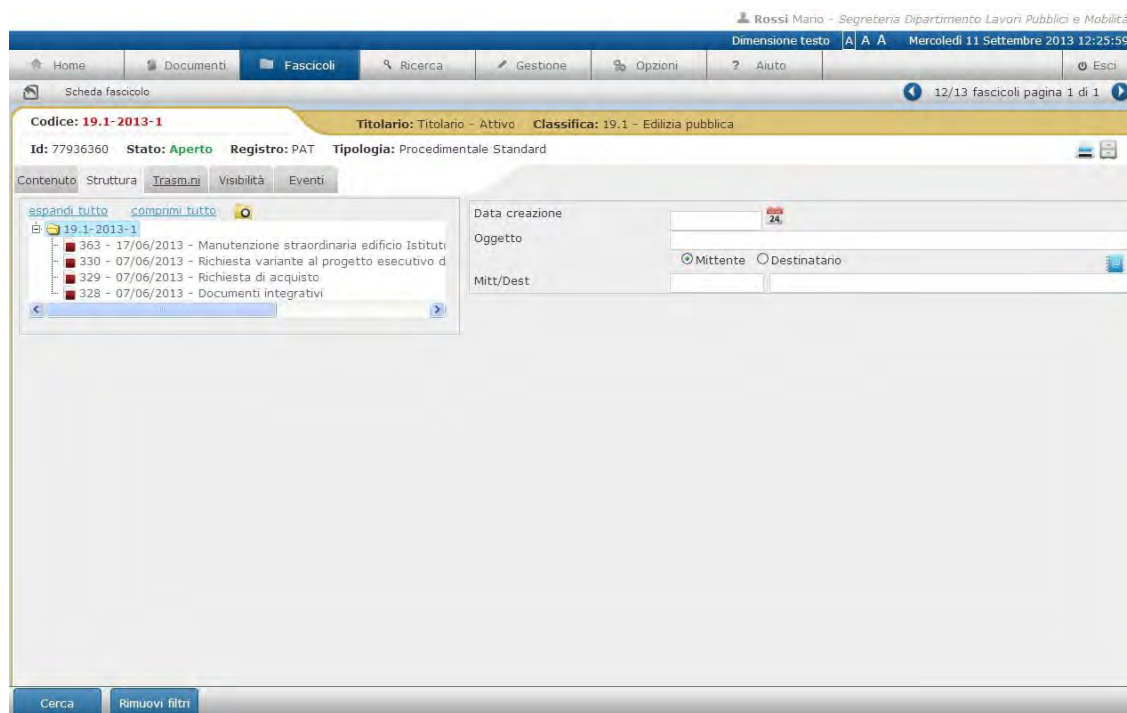 Rossi Mario - Segreteria Dipartimento Lavori Pubblici e Mobilità
Dimensione testo A A A Mercoledì 11 Settembre 2013 12:25:59
Home Documenti Fascicoli Ricerca Gestione Opzioni ? Aiuto Esci
Scheda fascicolo 12/13 fascicoli pagina 1 di 1
Codice: 19.1-2013-1 Titolario: Titolario - Attivo Classifica: 19.1 - Edilizia pubblica
Id: 77936360 Stato: Aperto Registro: PAT Tipologia: Procedimentale Standard
Contenuto Struttura Trasm.ni Visibilità Eventi
espandi tutto comprimi tutto
19.1-2013-1
363 - 17/06/2013 - Manutenzione straordinaria edificio Istitut
330 - 07/06/2013 - Richiesta variante al progetto esecutivo d
329 - 07/06/2013 - Richiesta di acquisto
328 - 07/06/2013 - Documenti integrativi
Data creazione 24
Oggetto
Mittente Destinatario
Mitt/Dest
Cerca Rimuovi filtri